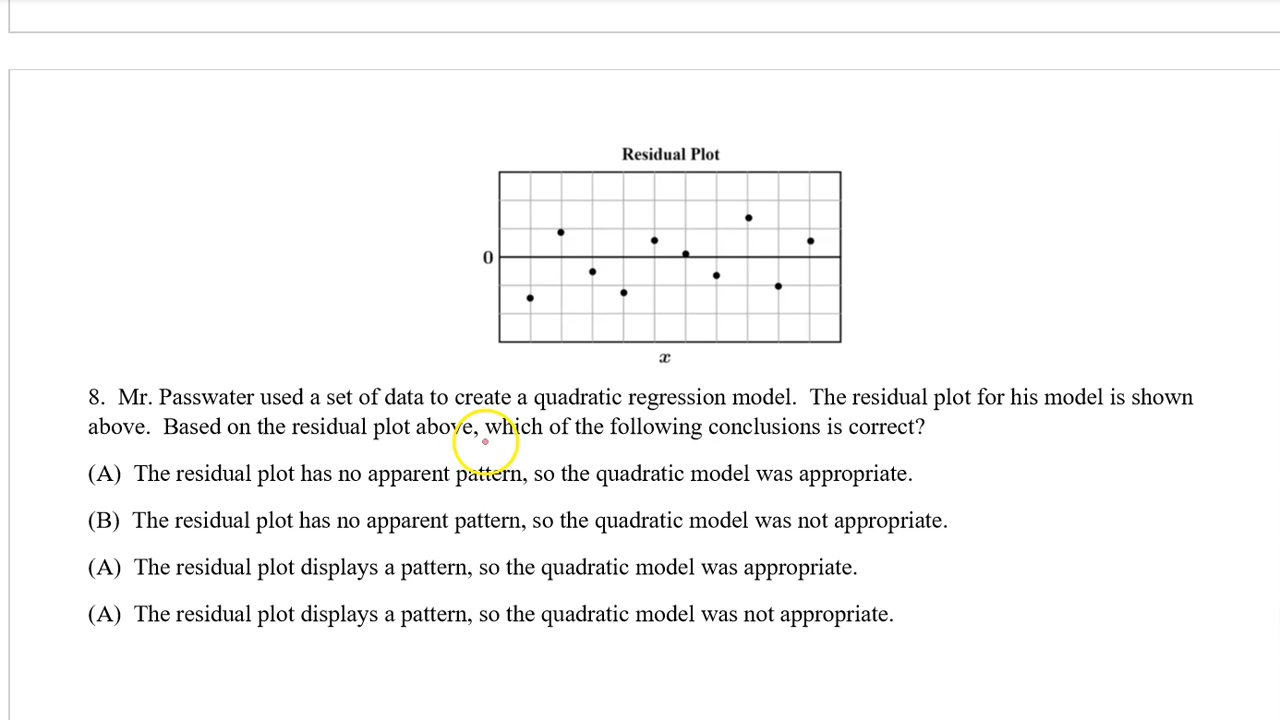 Residual Plot
0
x
8. Mr. Passwater used a set of data to create a quadratic regression model. The residual plot for his model is shown
above. Based on the residual plot above, which of the following conclusions is correct?
(A) The residual plot has no apparent pattern, so the quadratic model was appropriate.
(B) The residual plot has no apparent pattern, so the quadratic model was not appropriate.
(A) The residual plot displays a pattern, so the quadratic model was appropriate.
(A) The residual plot displays a pattern, so the quadratic model was not appropriate.